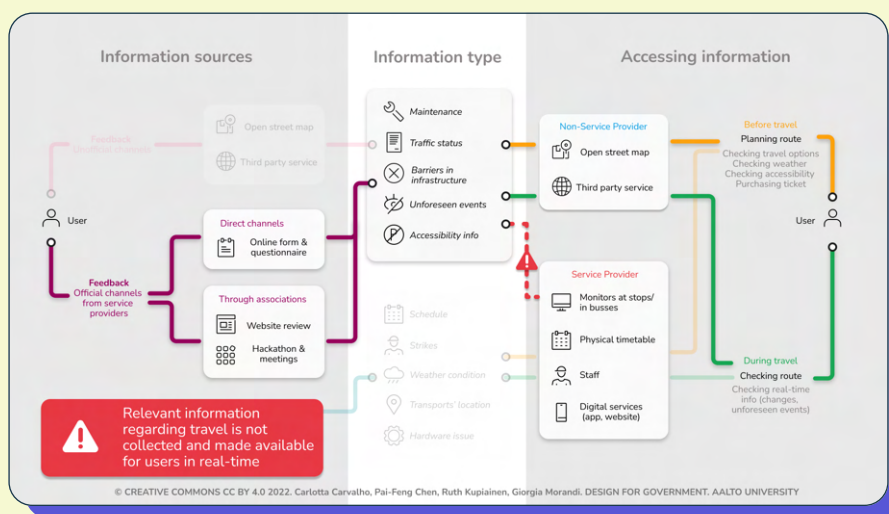 Information sources
Information type
Accessing information
Feedback
Unofficial channels
Open street map
Third party service
User
Direct channels
Online form &
questionnaire
Feedback
Official channels
from service
providers
Through associations
Website review
Hackathon &
meetings
Relevant information
regarding travel is not
collected and made available
for users in real-time
Maintenance
Traffic status
Barriers in
infrastructure
Unforeseen events
Accessibility info
Schedule
Strikes
Weather condition
Transports' location
Hardware issue
Non-Service Provider
Open street map
Third party service
Service Provider
Monitors at stops/
in busses
Physical timetable
Staff
Digital services
(app, website)
Before travel
Planning route
Checking travel options
Checking weather
Checking accessibility
Purchasing ticket
User
During travel
Checking route
Checking real-time
info (changes,
unforeseen events)
© CREATIVE COMMONS CC BY 4.0 2022. Carlotta Carvalho, Pai-Feng Chen, Ruth Kupiainen, Giorgia Morandi. DESIGN FOR GOVERNMENT. AALTO UNIVERSITY